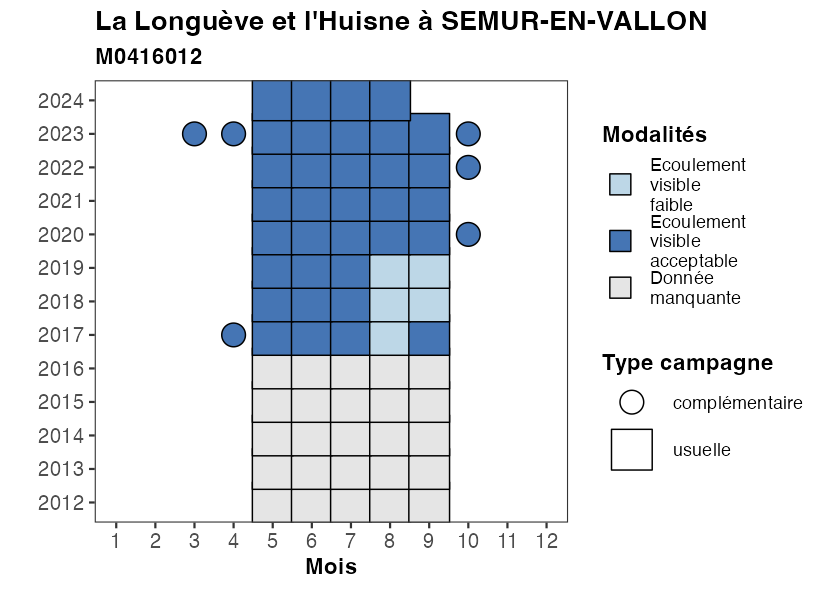 La Longuève et l'Huisne à SEMUR-EN-VALLON
M0416012
2024
2023
2022
2021
2020
2019
2018
2017
2016
2015
2014
2013
2012
1 2 3 4 5 6 7 8 9 10 11 12
Mois
Modalités
Ecoulement
visible
faible
Ecoulement
visible
acceptable
Donnée
manquante
Type campagne
complémentaire
usuelle